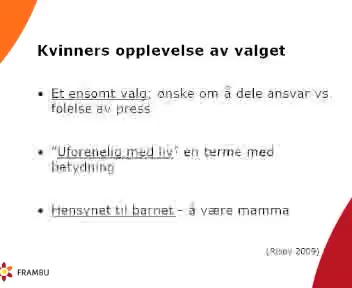 Kvinners opplevelse av valget
• Et ensomt valg: ønske om å dele ansvar vs.
følelse av press
• "Uforenelig med liv" en terme med
betydning
• Hensynet til barnet - å være mamma
(Risøy 2009)
FRAMBU